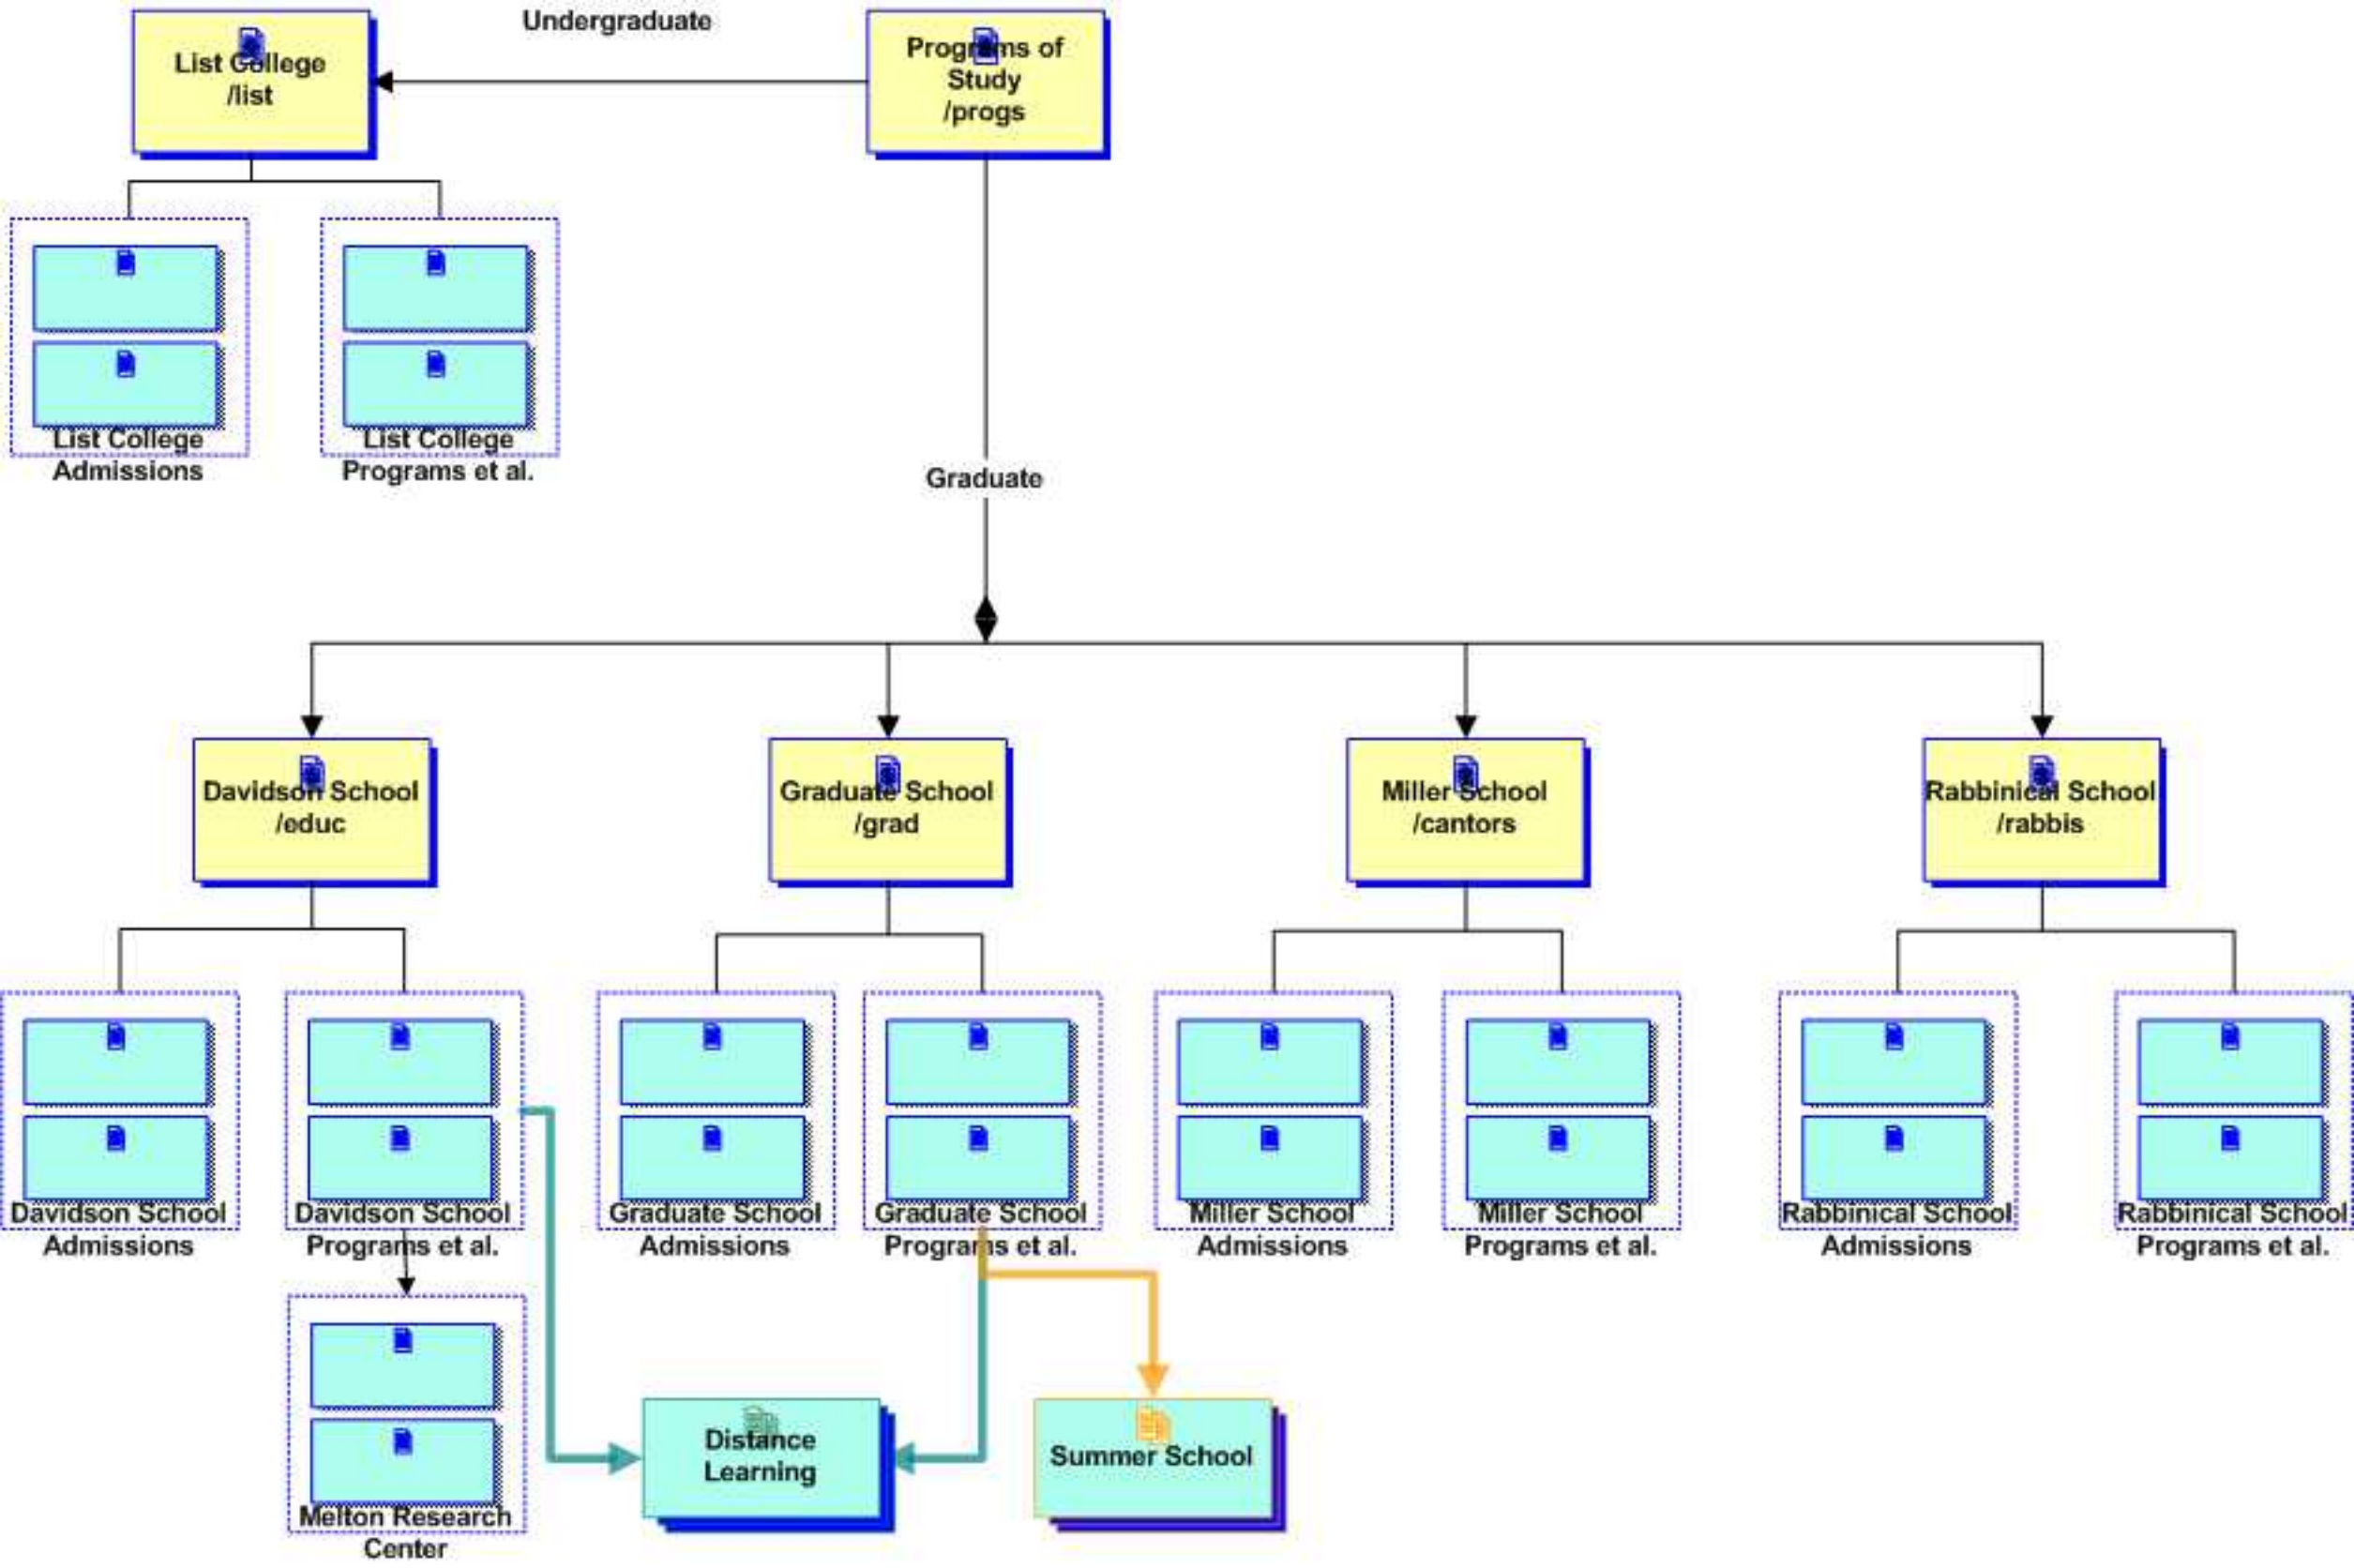 Undergraduate
List College
/list
Programs of
Study
/progs
List College
Admissions
List College
Programs et al.
Graduate
Davidson School
/educ
Graduate School
/grad
Miller School
/cantors
Rabbinical School
/rabbis
Davidson School
Admissions
Davidson School
Programs et al.
Graduate School
Admissions
Graduate School
Programs et al.
Miller School
Admissions
Miller School
Programs et al.
Rabbinical School
Admissions
Rabbinical School
Programs et al.
Melton Research
Center
Distance
Learning
Summer School